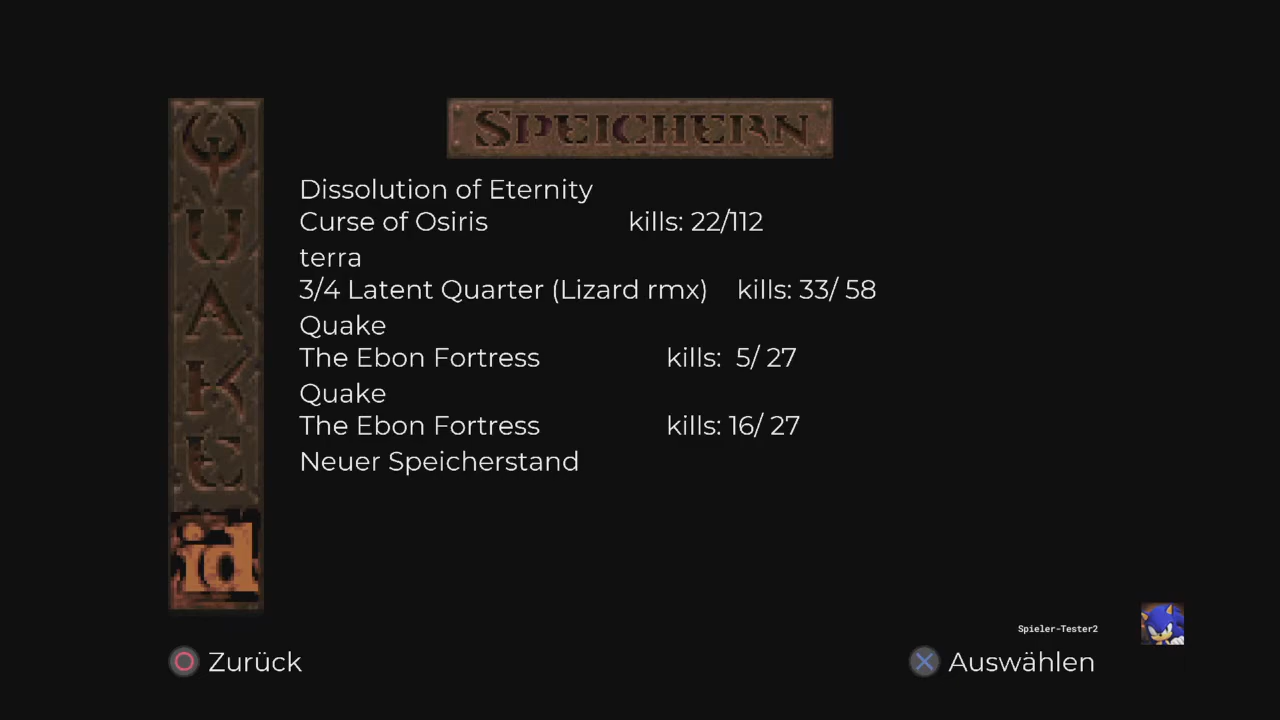 QUAKE
id
SPEICHERN
Dissolution of Eternity
Curse of Osiris kills: 22/112
terra
3/4 Latent Quarter (Lizard rmx) kills: 33/ 58
Quake
The Ebon Fortress kills: 5/ 27
Quake
The Ebon Fortress kills: 16/ 27
Neuer Speicherstand
Spieler-Tester2
Zurück
Auswählen